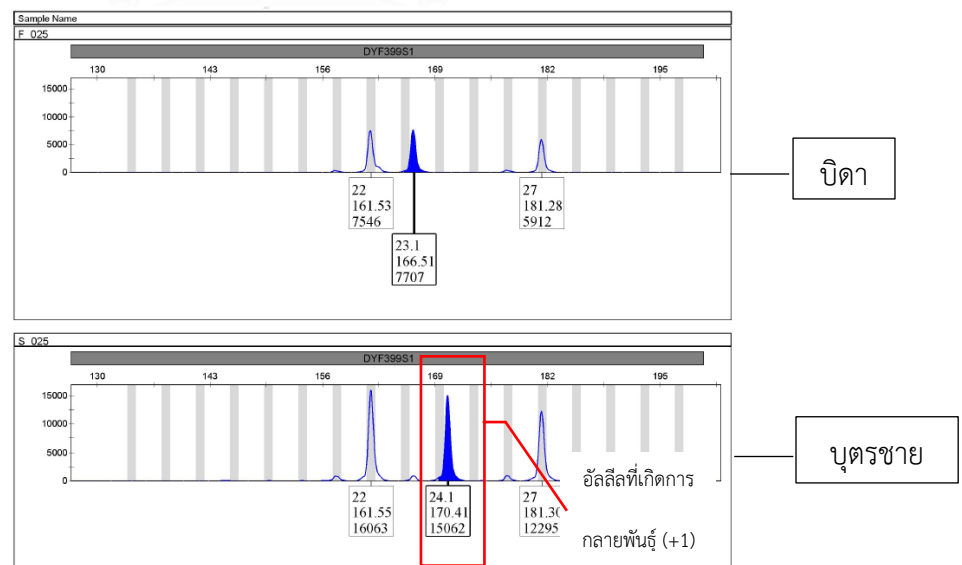 Sample Name
F_025
DYF399S1
130 143 156 169 182 195
15000
10000
5000
0
22
161.53
7546
27
181.28
5912
23.1
166.51
7707
บิดา
S_025
DYF399S1
130 143 156 169 182 195
15000
10000
5000
0
22
161.55
16063
24.1
170.41
15062
27
181.30
12295
อัลลีลที่เกิดการ
กลายพันธุ์ (+1)
บุตรชาย